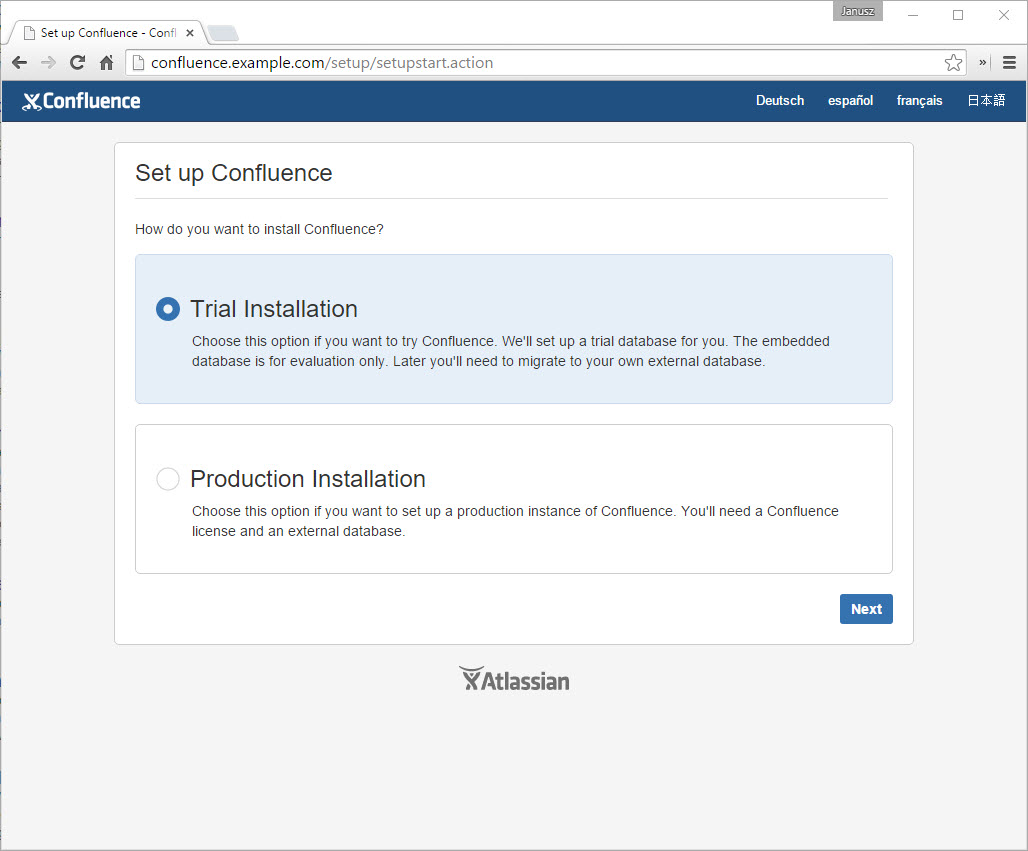 Janusz
Set up Confluence - Confl
confluence.example.com/setup/setupstart.action
»
Confluence
Deutsch español français 日本語
Set up Confluence
How do you want to install Confluence?
Trial Installation
Choose this option if you want to try Confluence. We'll set up a trial database for you. The embedded
database is for evaluation only. Later you'll need to migrate to your own external database.
Production Installation
Choose this option if you want to set up a production instance of Confluence. You'll need a Confluence
license and an external database.
Next
Atlassian